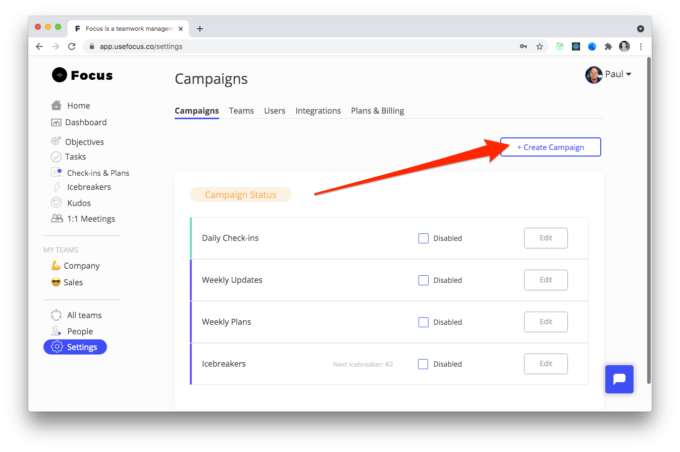 Focus is a teamwork managem
app.usefocus.co/settings
Focus
Campaigns
Paul
Home
Dashboard
Objectives
Tasks
Check-ins & Plans
Icebreakers
Kudos
1:1 Meetings
MY TEAMS
Company
Sales
All teams
People
Settings
Campaigns Teams Users Integrations Plans & Billing
+ Create Campaign
Campaign Status
Daily Check-ins Disabled Edit
Weekly Updates Disabled Edit
Weekly Plans Disabled Edit
Icebreakers Next Icebreaker: #2 Disabled Edit